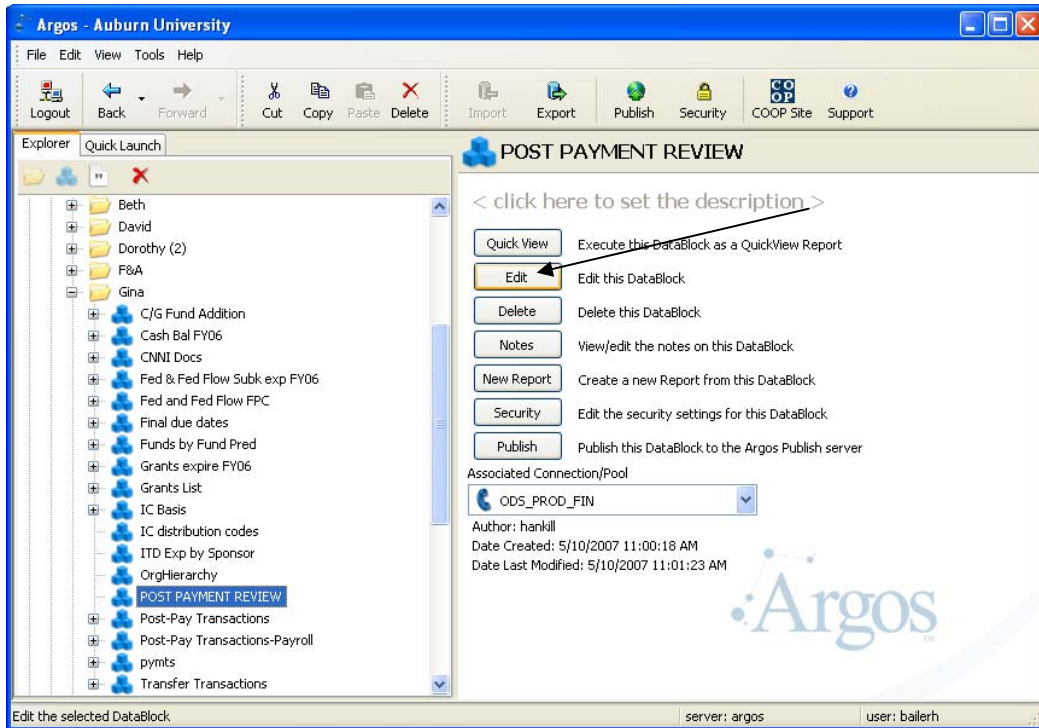 Argos - Auburn University
File Edit View Tools Help
Logout Back Forward Cut Copy Paste Delete Import Export Publish Security COOP Site Support
CO
OP
Explorer Quick Launch
Beth
David
Dorothy (2)
F&A
Gina
C/G Fund Addition
Cash Bal FY06
CNNI Docs
Fed & Fed Flow Subk exp FY06
Fed and Fed Flow FPC
Final due dates
Funds by Fund Pred
Grants expire FY06
Grants List
IC Basis
IC distribution codes
ITD Exp by Sponsor
OrgHierarchy
POST PAYMENT REVIEW
Post-Pay Transactions
Post-Pay Transactions-Payroll
pymts
Transfer Transactions
POST PAYMENT REVIEW
< click here to set the description >
Quick View Execute this DataBlock as a QuickView Report
Edit Edit this DataBlock
Delete Delete this DataBlock
Notes View/edit the notes on this DataBlock
New Report Create a new Report from this DataBlock
Security Edit the security settings for this DataBlock
Publish Publish this DataBlock to the Argos Publish server
Associated Connection/Pool
ODS_PROD_FIN
Author: hankill
Date Created: 5/10/2007 11:00:18 AM
Date Last Modified: 5/10/2007 11:01:23 AM
Argos
TM
Edit the selected DataBlock server: argos user: bailerh